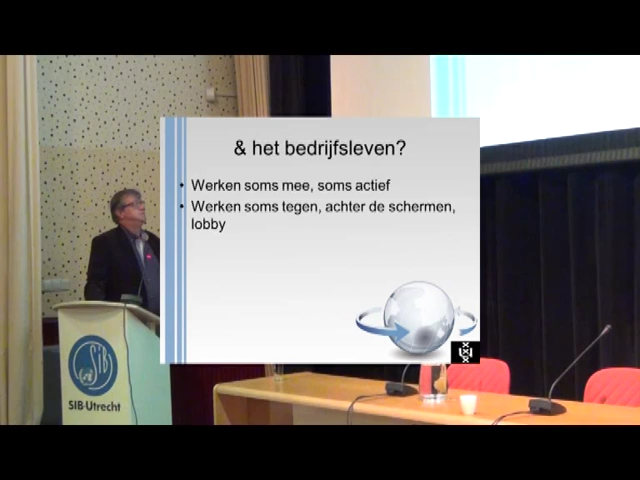 & het bedrijfsleven?
• Werken soms mee, soms actief
• Werken soms tegen, achter de schermen,
lobby
SiB
SIB-Utrecht